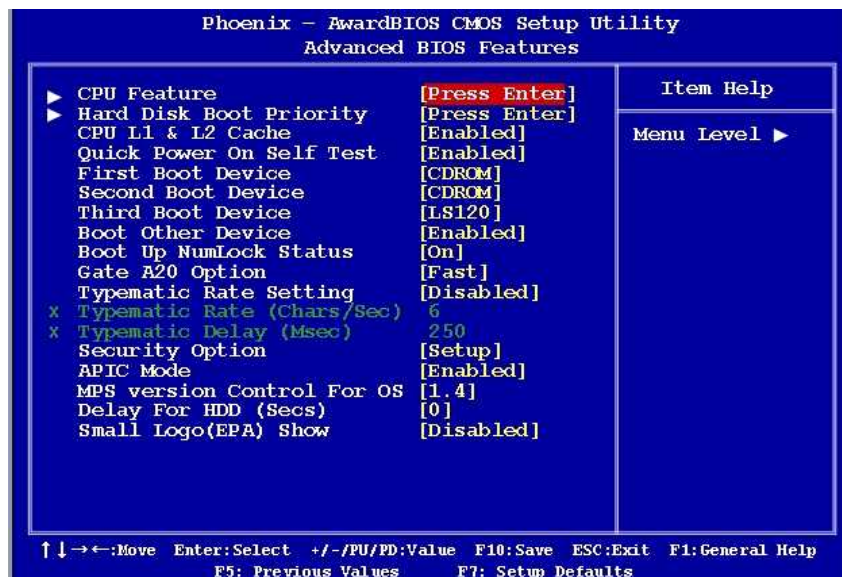 Phoenix — AwardBIOS CMOS Setup Utility
Advanced BIOS Features
▶ CPU Feature [Press Enter]
▶ Hard Disk Boot Priority [Press Enter]
CPU L1 & L2 Cache [Enabled]
Quick Power On Self Test [Enabled]
First Boot Device [CDROM]
Second Boot Device [CDROM]
Third Boot Device [LS120]
Boot Other Device [Enabled]
Boot Up NumLock Status [On]
Gate A20 Option [Fast]
Typematic Rate Setting [Disabled]
x Typematic Rate (Chars/Sec) 6
x Typematic Delay (Msec) 250
Security Option [Setup]
APIC Mode [Enabled]
MPS version Control For OS [1.4]
Delay For HDD (Secs) [0]
Small Logo(EPA) Show [Disabled]
Item Help
Menu Level ▶
↑↓→←:Move Enter:Select +/-/PU/PD:Value F10:Save ESC:Exit F1:General Help
F5: Previous Values F7: Setup Defaults